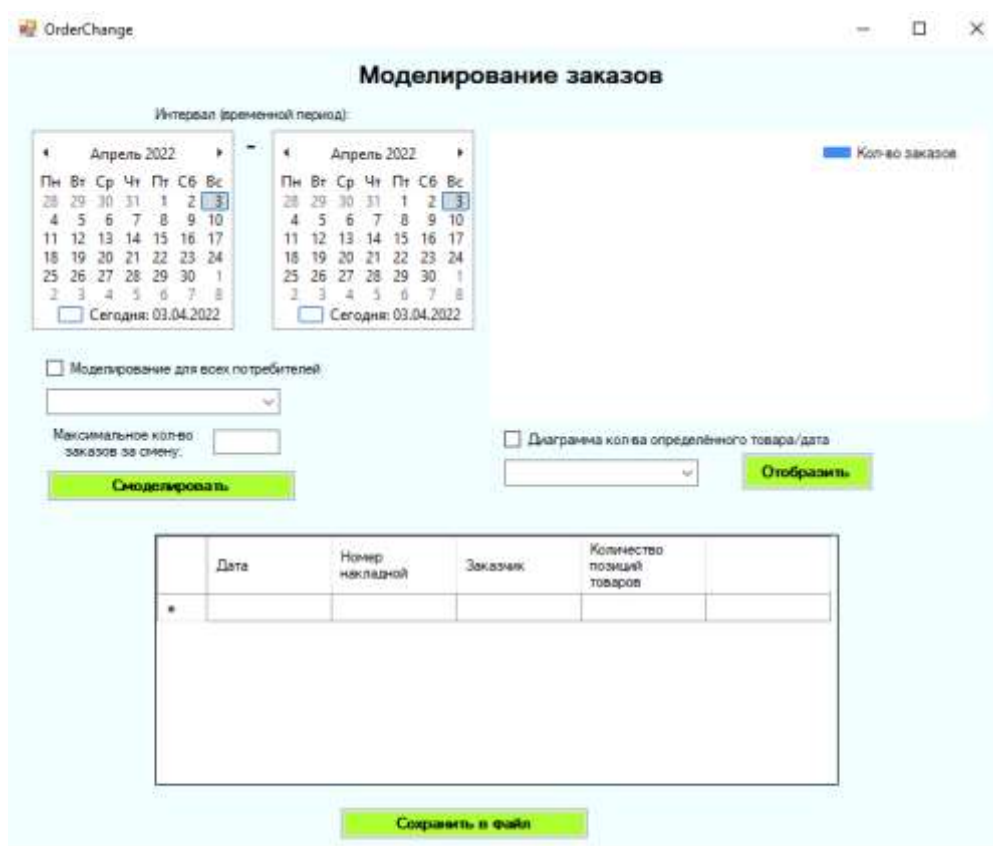 OrderChange
Моделирование заказов
Интервал (временной период):
Апрель 2022
Пн Вт Ср Чт Пт Сб Вс
28 29 30 31 1 2 3
4 5 6 7 8 9 10
11 12 13 14 15 16 17
18 19 20 21 22 23 24
25 26 27 28 29 30 1
2 3 4 5 6 7 8
Сегодня: 03.04.2022
-
Апрель 2022
Пн Вт Ср Чт Пт Сб Вс
28 29 30 31 1 2 3
4 5 6 7 8 9 10
11 12 13 14 15 16 17
18 19 20 21 22 23 24
25 26 27 28 29 30 1
2 3 4 5 6 7 8
Сегодня: 03.04.2022
Кол-во заказов
Моделирование для всех потребителей
Максимальное кол-во
заказов за смену:
Смоделировать
Диаграмма кол-ва определённого товара/дата
Отобразить
Дата
Номер
накладной
Заказчик
Количество
позиций
товаров
Сохранить в файл